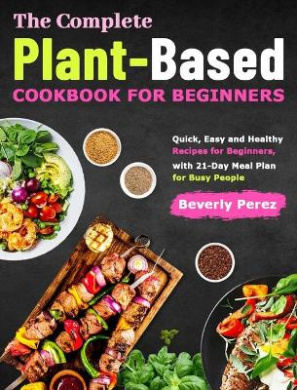 The Complete
Plant-Based
COOKBOOK FOR BEGINNERS
Quick, Easy and Healthy
Recipes for Beginners,
with 21-Day Meal Plan
for Busy People
Beverly Perez